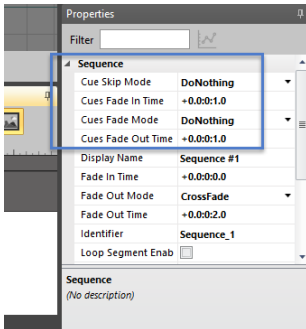 Properties
Filter
Sequence
Cue Skip Mode DoNothing
Cues Fade In Time +0.0:0:1.0
Cues Fade Mode DoNothing
Cues Fade Out Time +0.0:0:1.0
Display Name Sequence #1
Fade In Time +0.0:0:0.0
Fade Out Mode CrossFade
Fade Out Time +0.0:0:2.0
Identifier Sequence_1
Loop Segment Enab
Sequence
(No description)